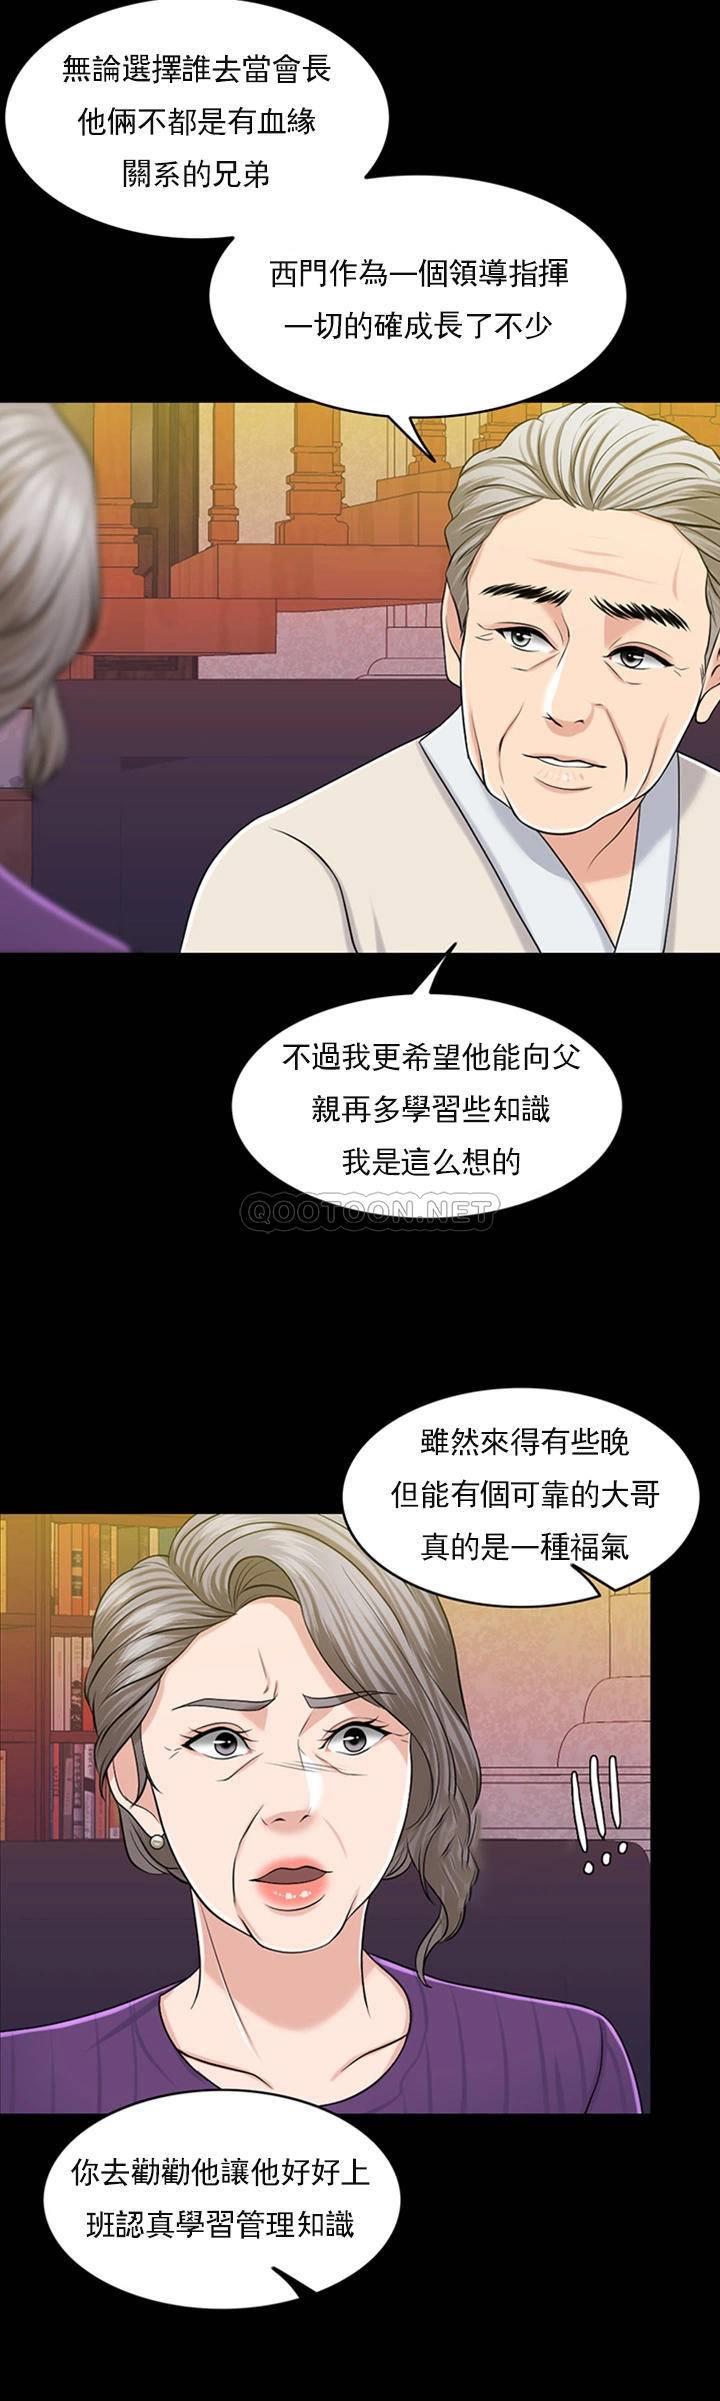 無論選擇誰去當會長
他倆不都是有血緣
關系的兄弟
西門作為一個領導指揮
一切的確成長了不少
不過我更希望他能向父
親再多學習些知識
我是這么想的
QOOTOON.NET
雖然來得有些晚
但能有個可靠的大哥
真的是一種福氣
你去勸勸他讓他好好上
班認真學習管理知識